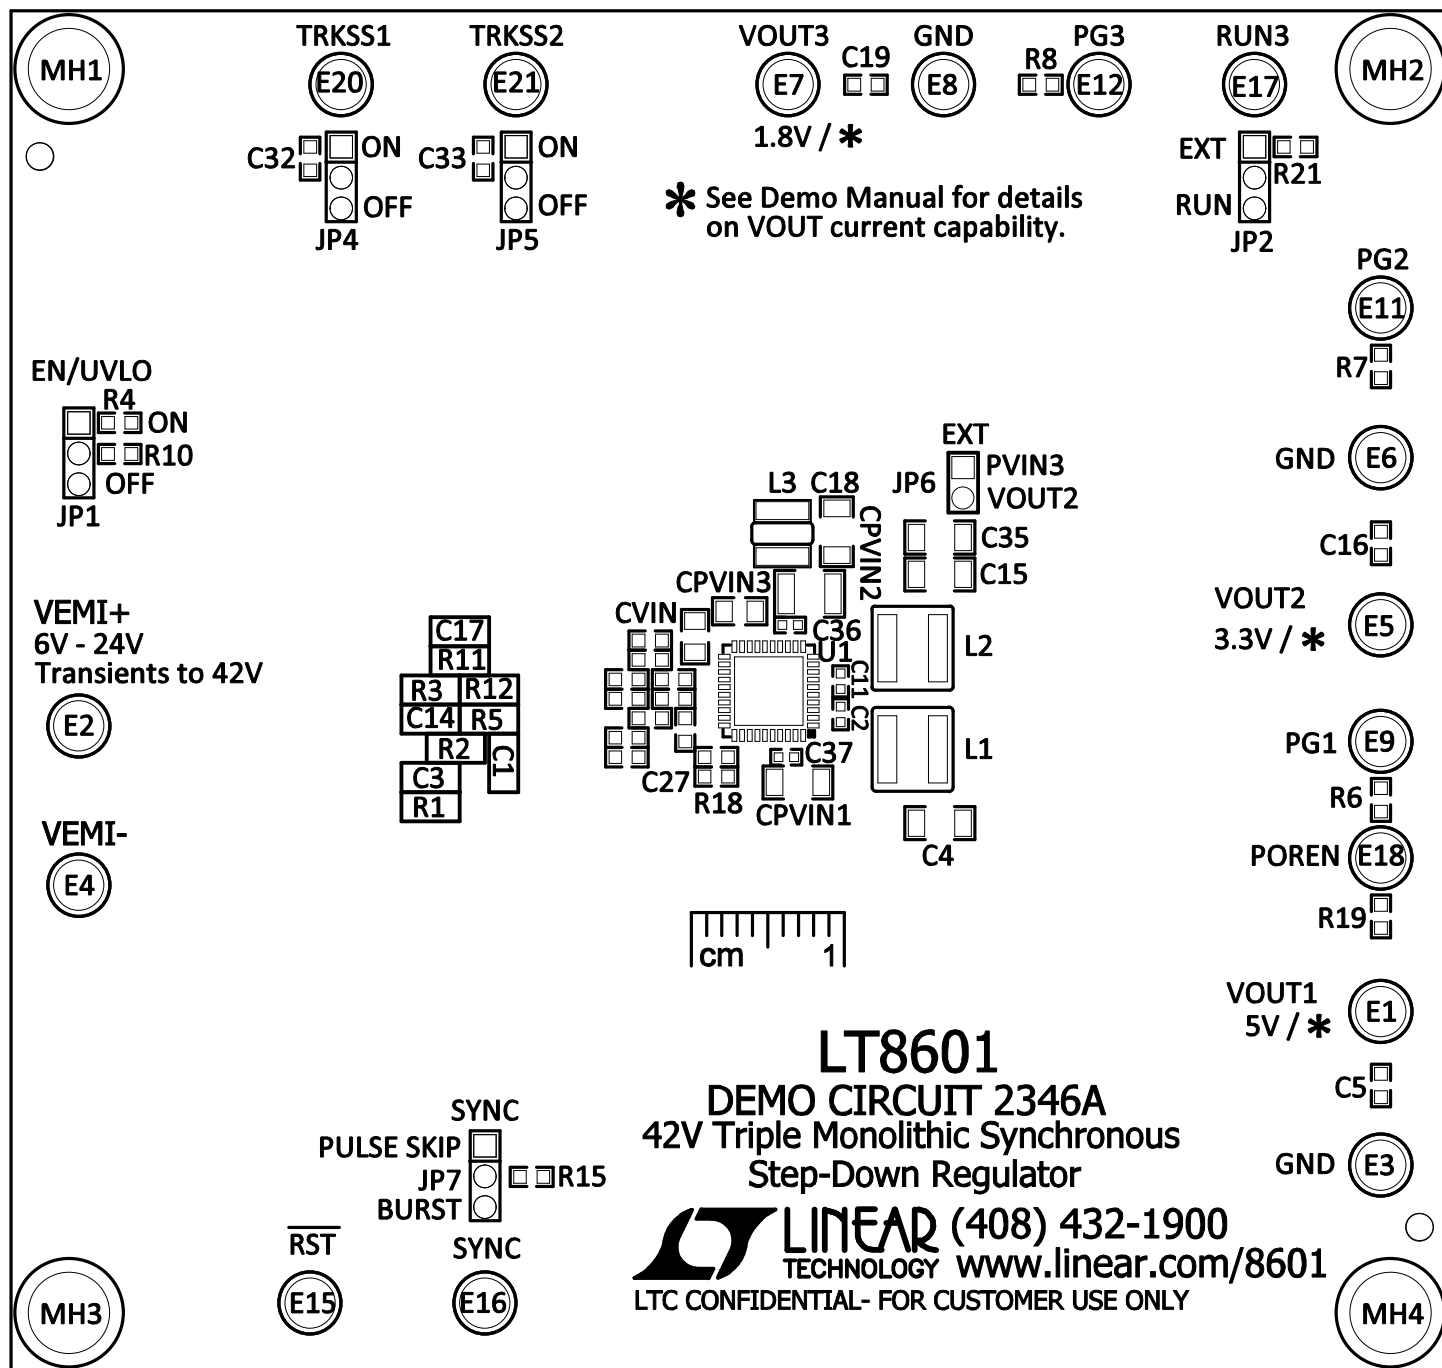 TRKSS1
TRKSS2
VOUT3
GND
PG3
RUN3
MH1
E20
E21
E7
C19
E8
R8
E12
E17
MH2
1.8V / *
C32
ON
OFF
JP4
C33
ON
OFF
JP5
* See Demo Manual for details
on VOUT current capability.
EXT
R21
RUN
JP2
PG2
E11
R7
EN/UVLO
R4
ON
R10
OFF
JP1
GND
E6
EXT
JP6
PVIN3
VOUT2
L3
C18
CPVIN2
C35
C15
C16
CPVIN3
CVIN
C36
U1
C11
C2
L2
L1
VOUT2
3.3V / *
E5
VEMI+
6V - 24V
Transients to 42V
E2
C17
R11
R3
R12
C14
R5
R2
C1
C3
R1
C27
R18
C37
CPVIN1
C4
PG1
E9
R6
VEMI-
E4
POREN
E18
R19
cm
1
VOUT1
5V / *
E1
C5
GND
E3
LT8601
DEMO CIRCUIT 2346A
42V Triple Monolithic Synchronous
Step-Down Regulator
SYNC
PULSE SKIP
JP7
BURST
R15
RST
E15
SYNC
E16
LINEAR
TECHNOLOGY
(408) 432-1900
www.linear.com/8601
LTC CONFIDENTIAL- FOR CUSTOMER USE ONLY
MH3
MH4